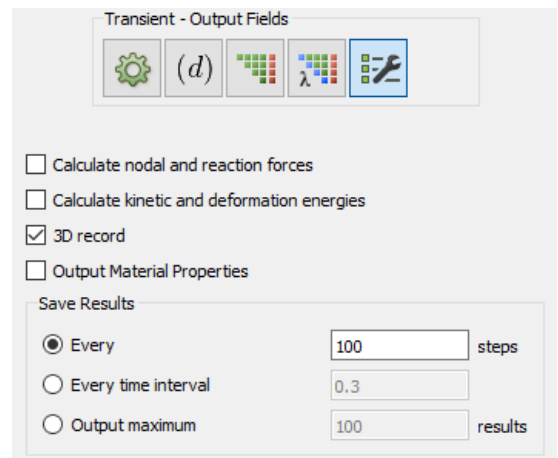 Transient - Output Fields
(d)
λ
Calculate nodal and reaction forces
Calculate kinetic and deformation energies
3D record
Output Material Properties
Save Results
Every 100 steps
Every time interval 0.3
Output maximum 100 results